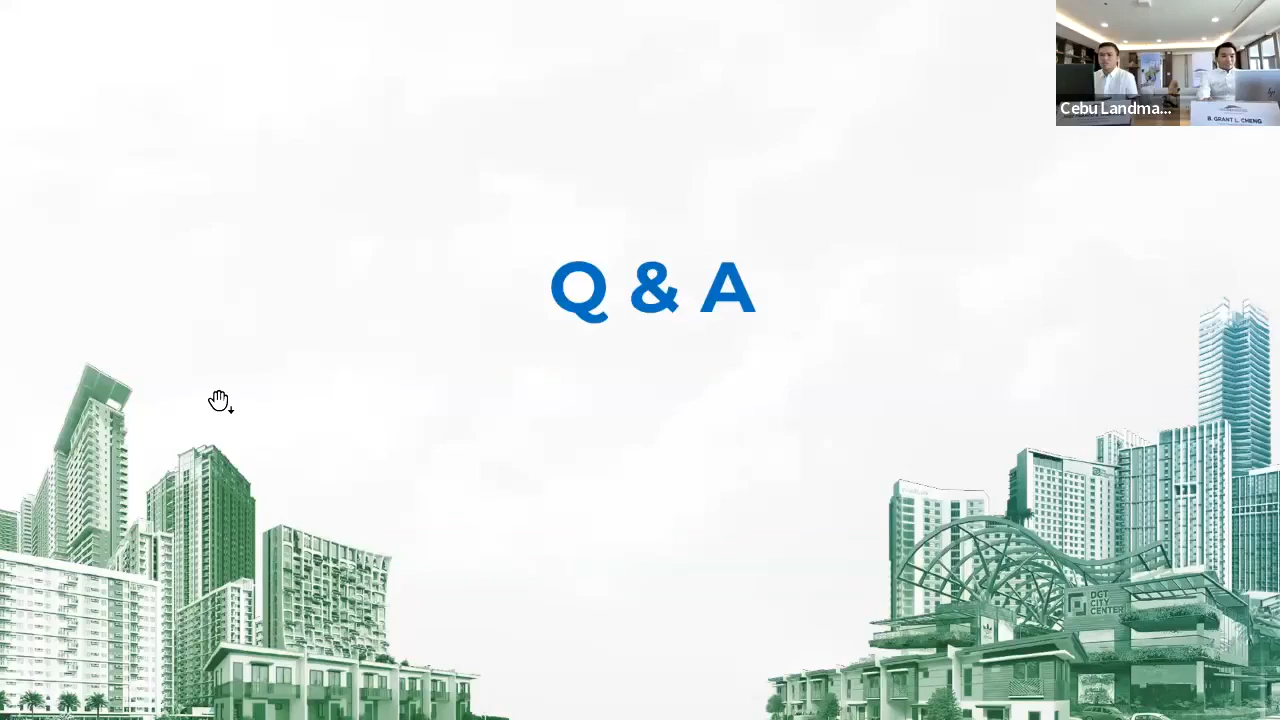 Cebu Landma...
B. GRANT L. CHENG
Q & A
DGT
CITY
CENTER